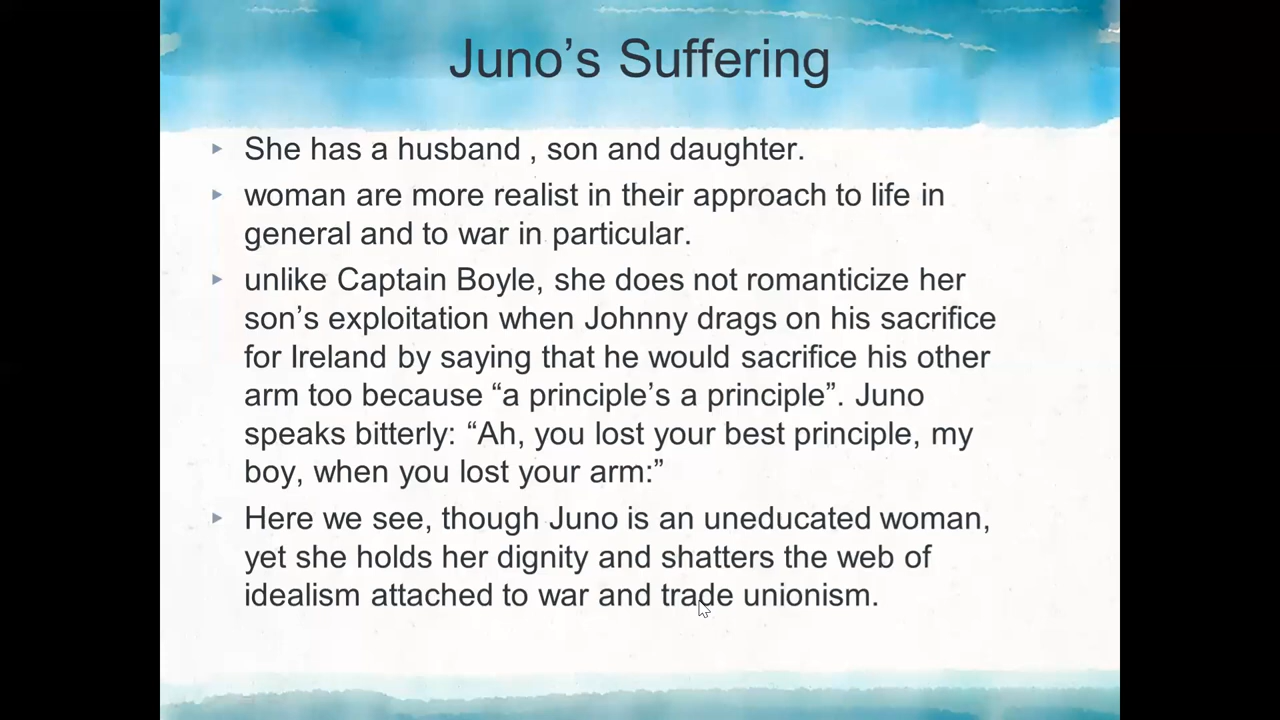 Juno’s Suffering
She has a husband , son and daughter.
woman are more realist in their approach to life in
general and to war in particular.
unlike Captain Boyle, she does not romanticize her
son’s exploitation when Johnny drags on his sacrifice
for Ireland by saying that he would sacrifice his other
arm too because “a principle’s a principle”. Juno
speaks bitterly: “Ah, you lost your best principle, my
boy, when you lost your arm:”
Here we see, though Juno is an uneducated woman,
yet she holds her dignity and shatters the web of
idealism attached to war and trade unionism.